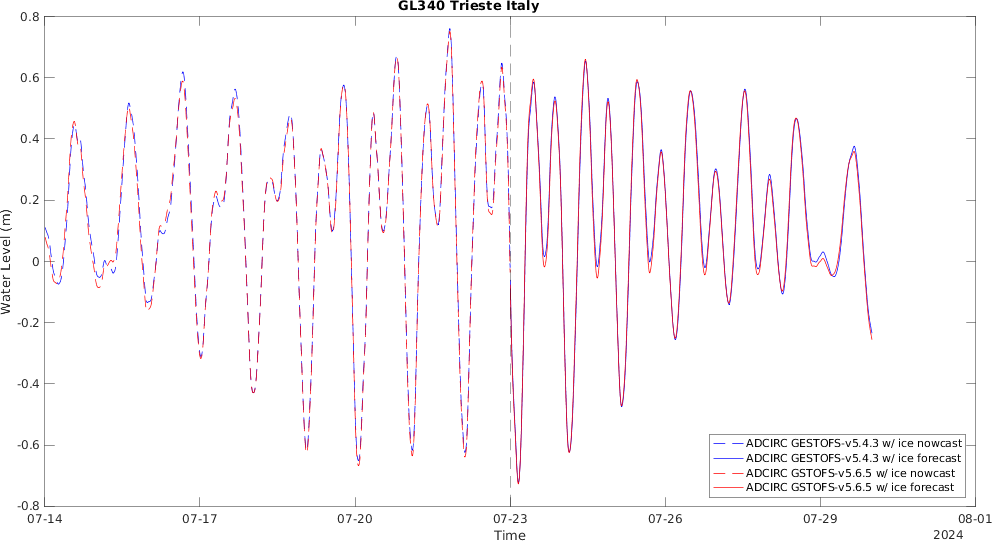 GL340 Trieste Italy
0.8
0.6
0.4
0.2
0
-0.2
-0.4
-0.6
-0.8
Water Level (m)
ADCIRC GESTOFS-v5.4.3 w/ ice nowcast
ADCIRC GESTOFS-v5.4.3 w/ ice forecast
ADCIRC GSTOFS-v5.6.5 w/ ice nowcast
ADCIRC GSTOFS-v5.6.5 w/ ice forecast
07-14 07-17 07-20 07-23 07-26 07-29 08-01
Time
2024